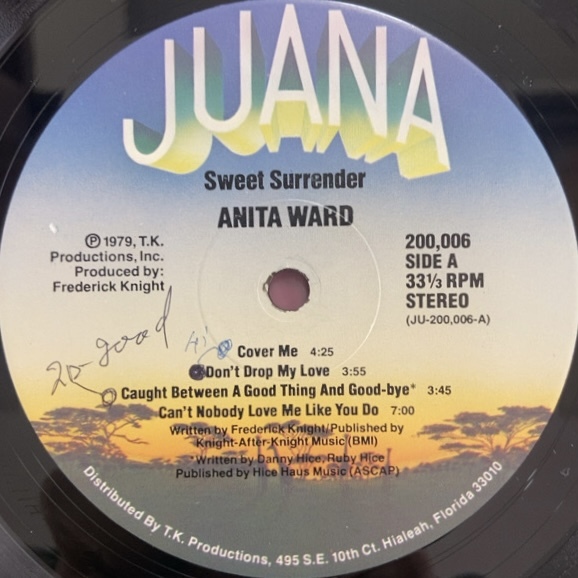 JUANA
Sweet Surrender
ANITA WARD
℗ 1979, T.K.
Productions, Inc.
Produced by:
Frederick Knight
200,006
SIDE A
33⅓ RPM
STEREO
(JU-200,006-A)
20-good
Cover Me 4:25
Don't Drop My Love 3:55
Caught Between A Good Thing And Good-bye* 3:45
Can't Nobody Love Me Like You Do 7:00
Written by Frederick Knight/Published by
Knight-After-Knight Music (BMI)
*Written by Danny Hice, Ruby Hice
Published by Hice Haus Music (ASCAP)
Distributed By T.K. Productions, 495 S.E. 10th Ct. Hialeah, Florida 33010